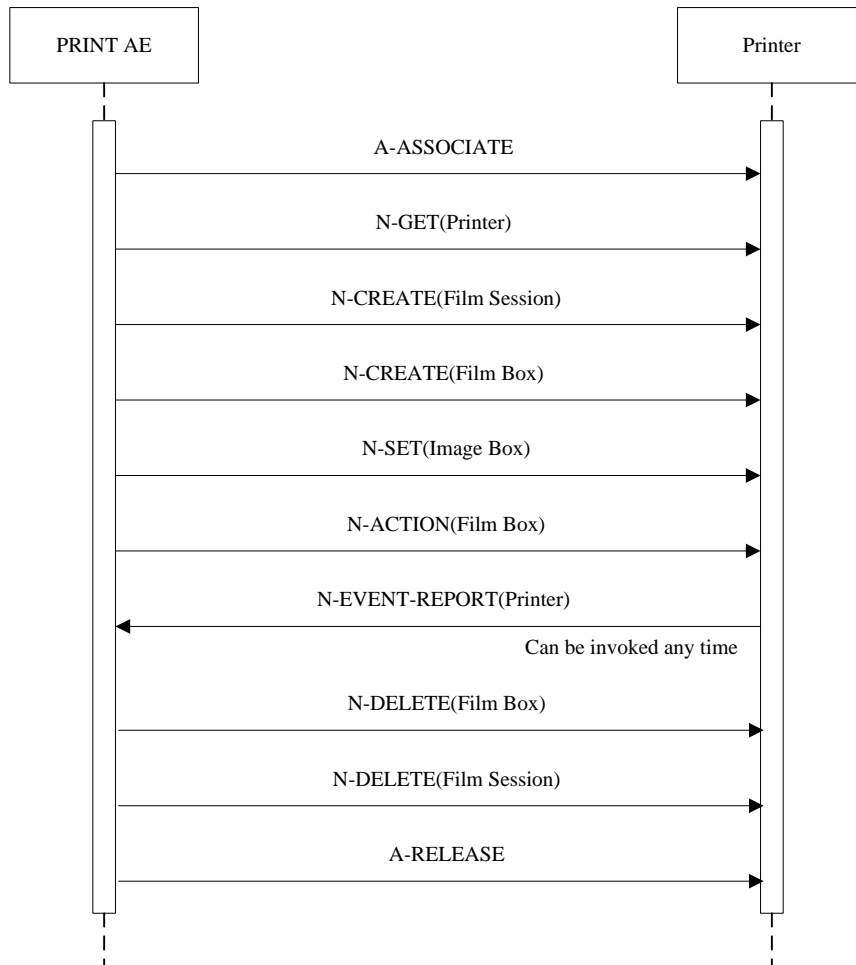 PRINT AE
Printer
A-ASSOCIATE
N-GET(Printer)
N-CREATE(Film Session)
N-CREATE(Film Box)
N-SET(Image Box)
N-ACTION(Film Box)
N-EVENT-REPORT(Printer)
Can be invoked any time
N-DELETE(Film Box)
N-DELETE(Film Session)
A-RELEASE